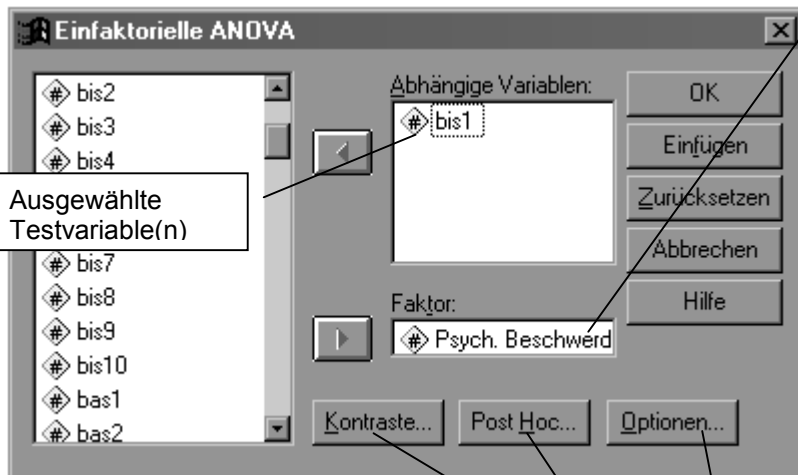 Einfaktorielle ANOVA
bis2
bis3
bis4
Ausgewählte
Testvariable(n)
bis7
bis8
bis9
bis10
bas1
bas2
Abhängige Variablen:
bis1
Faktor:
Psych. Beschwerd
OK
Einfügen
Zurücksetzen
Abbrechen
Hilfe
Kontraste...
Post Hoc...
Optionen...